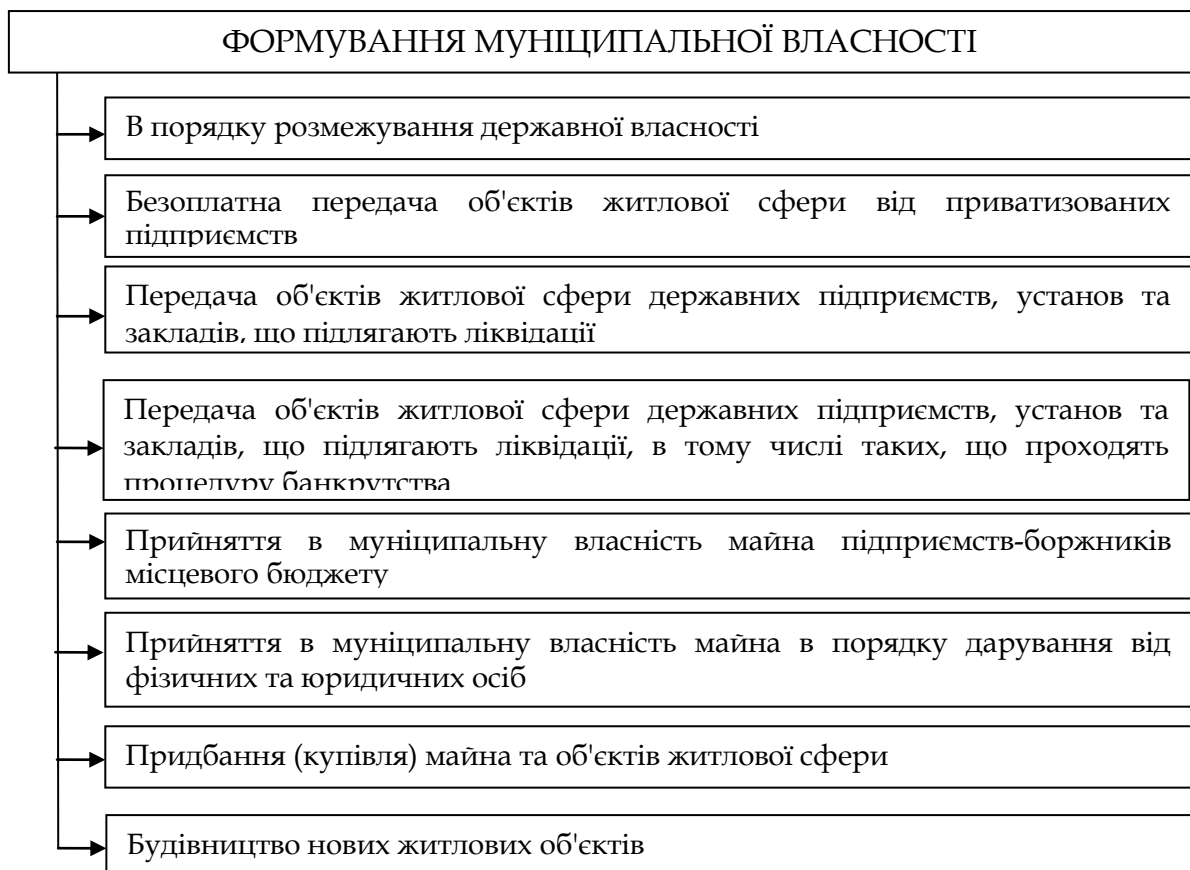 ФОРМУВАННЯ МУНІЦИПАЛЬНОЇ ВЛАСНОСТІ
В порядку розмежування державної власності
Безоплатна передача об'єктів житлової сфери від приватизованих
підприємств
Передача об'єктів житлової сфери державних підприємств, установ та
закладів, що підлягають ліквідації
Передача об'єктів житлової сфери державних підприємств, установ та
закладів, що підлягають ліквідації, в тому числі таких, що проходять
процедуру банкрутства
Прийняття в муніципальну власність майна підприємств-боржників
місцевого бюджету
Прийняття в муніципальну власність майна в порядку дарування від
фізичних та юридичних осіб
Придбання (купівля) майна та об'єктів житлової сфери
Будівництво нових житлових об'єктів